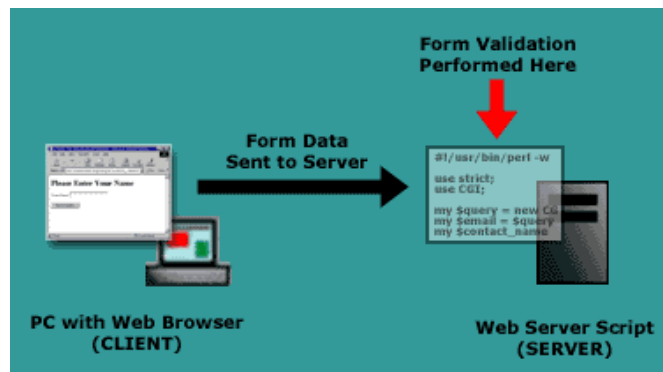 Form Validation
Performed Here
Form Data
Sent to Server
#!/usr/bin/perl -w
use strict;
use CGI;
my $query = new CG
my $email = $query
my $contact_name
Please Enter Your Name
PC with Web Browser
(CLIENT)
Web Server Script
(SERVER)